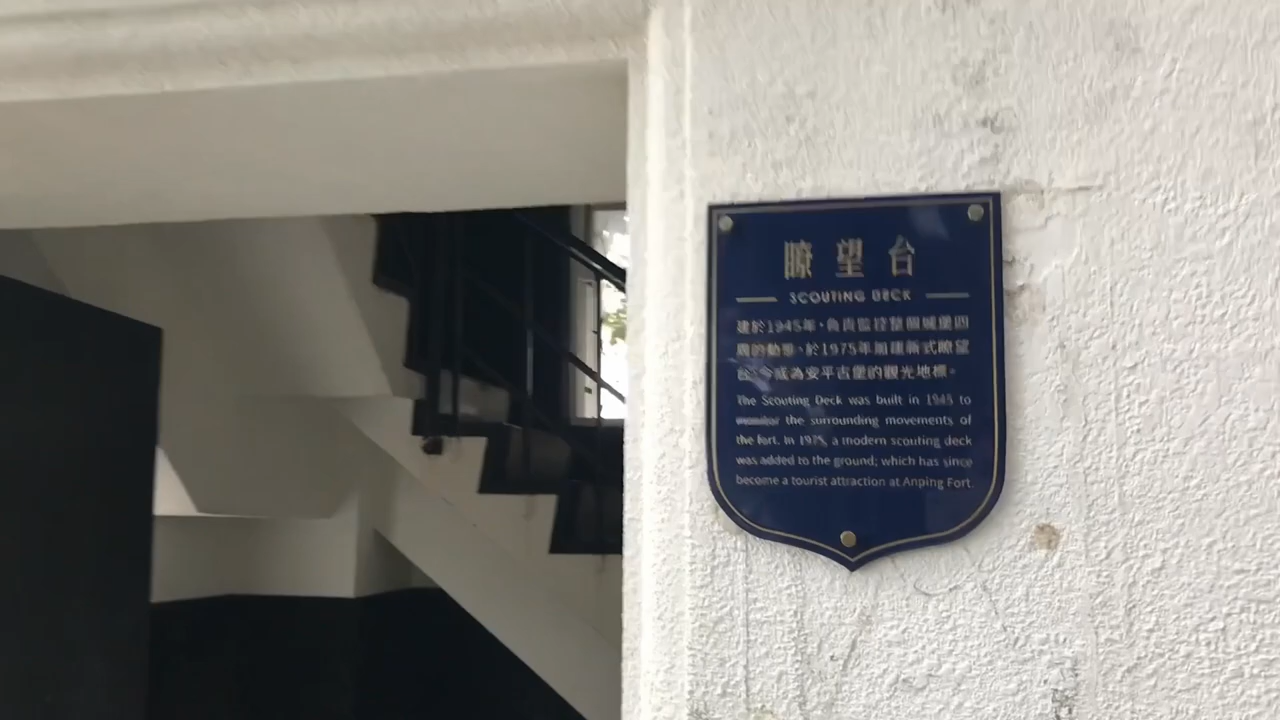 瞭望台
SCOUTING DECK
建於1945年，負責監控整個城堡四
周的動態。於1975年加建新式瞭望
台。今成為安平古堡的觀光地標。
The Scouting Deck was built in 1945 to
monitor the surrounding movements of
the fort. In 1975, a modern scouting deck
was added to the ground; which has since
become a tourist attraction at Anping Fort.